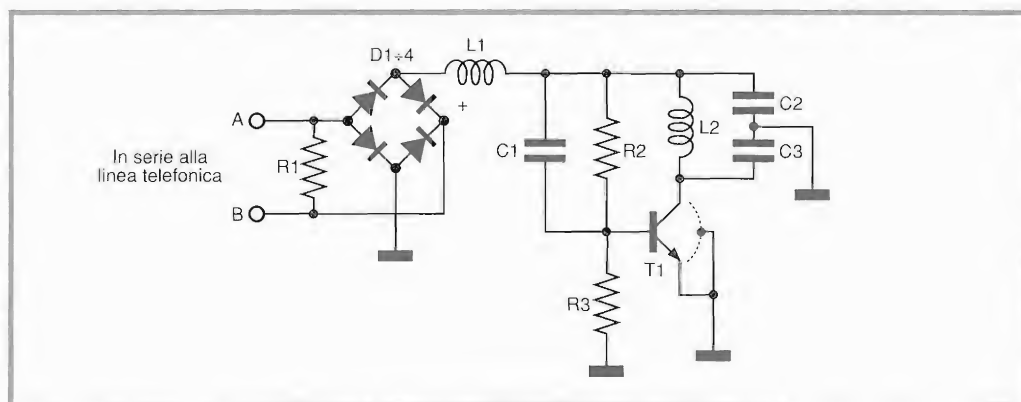 D1÷4
L1
+
A
In serie alla
linea telefonica
R1
B
C1
R2
L2
C2
C3
T1
R3